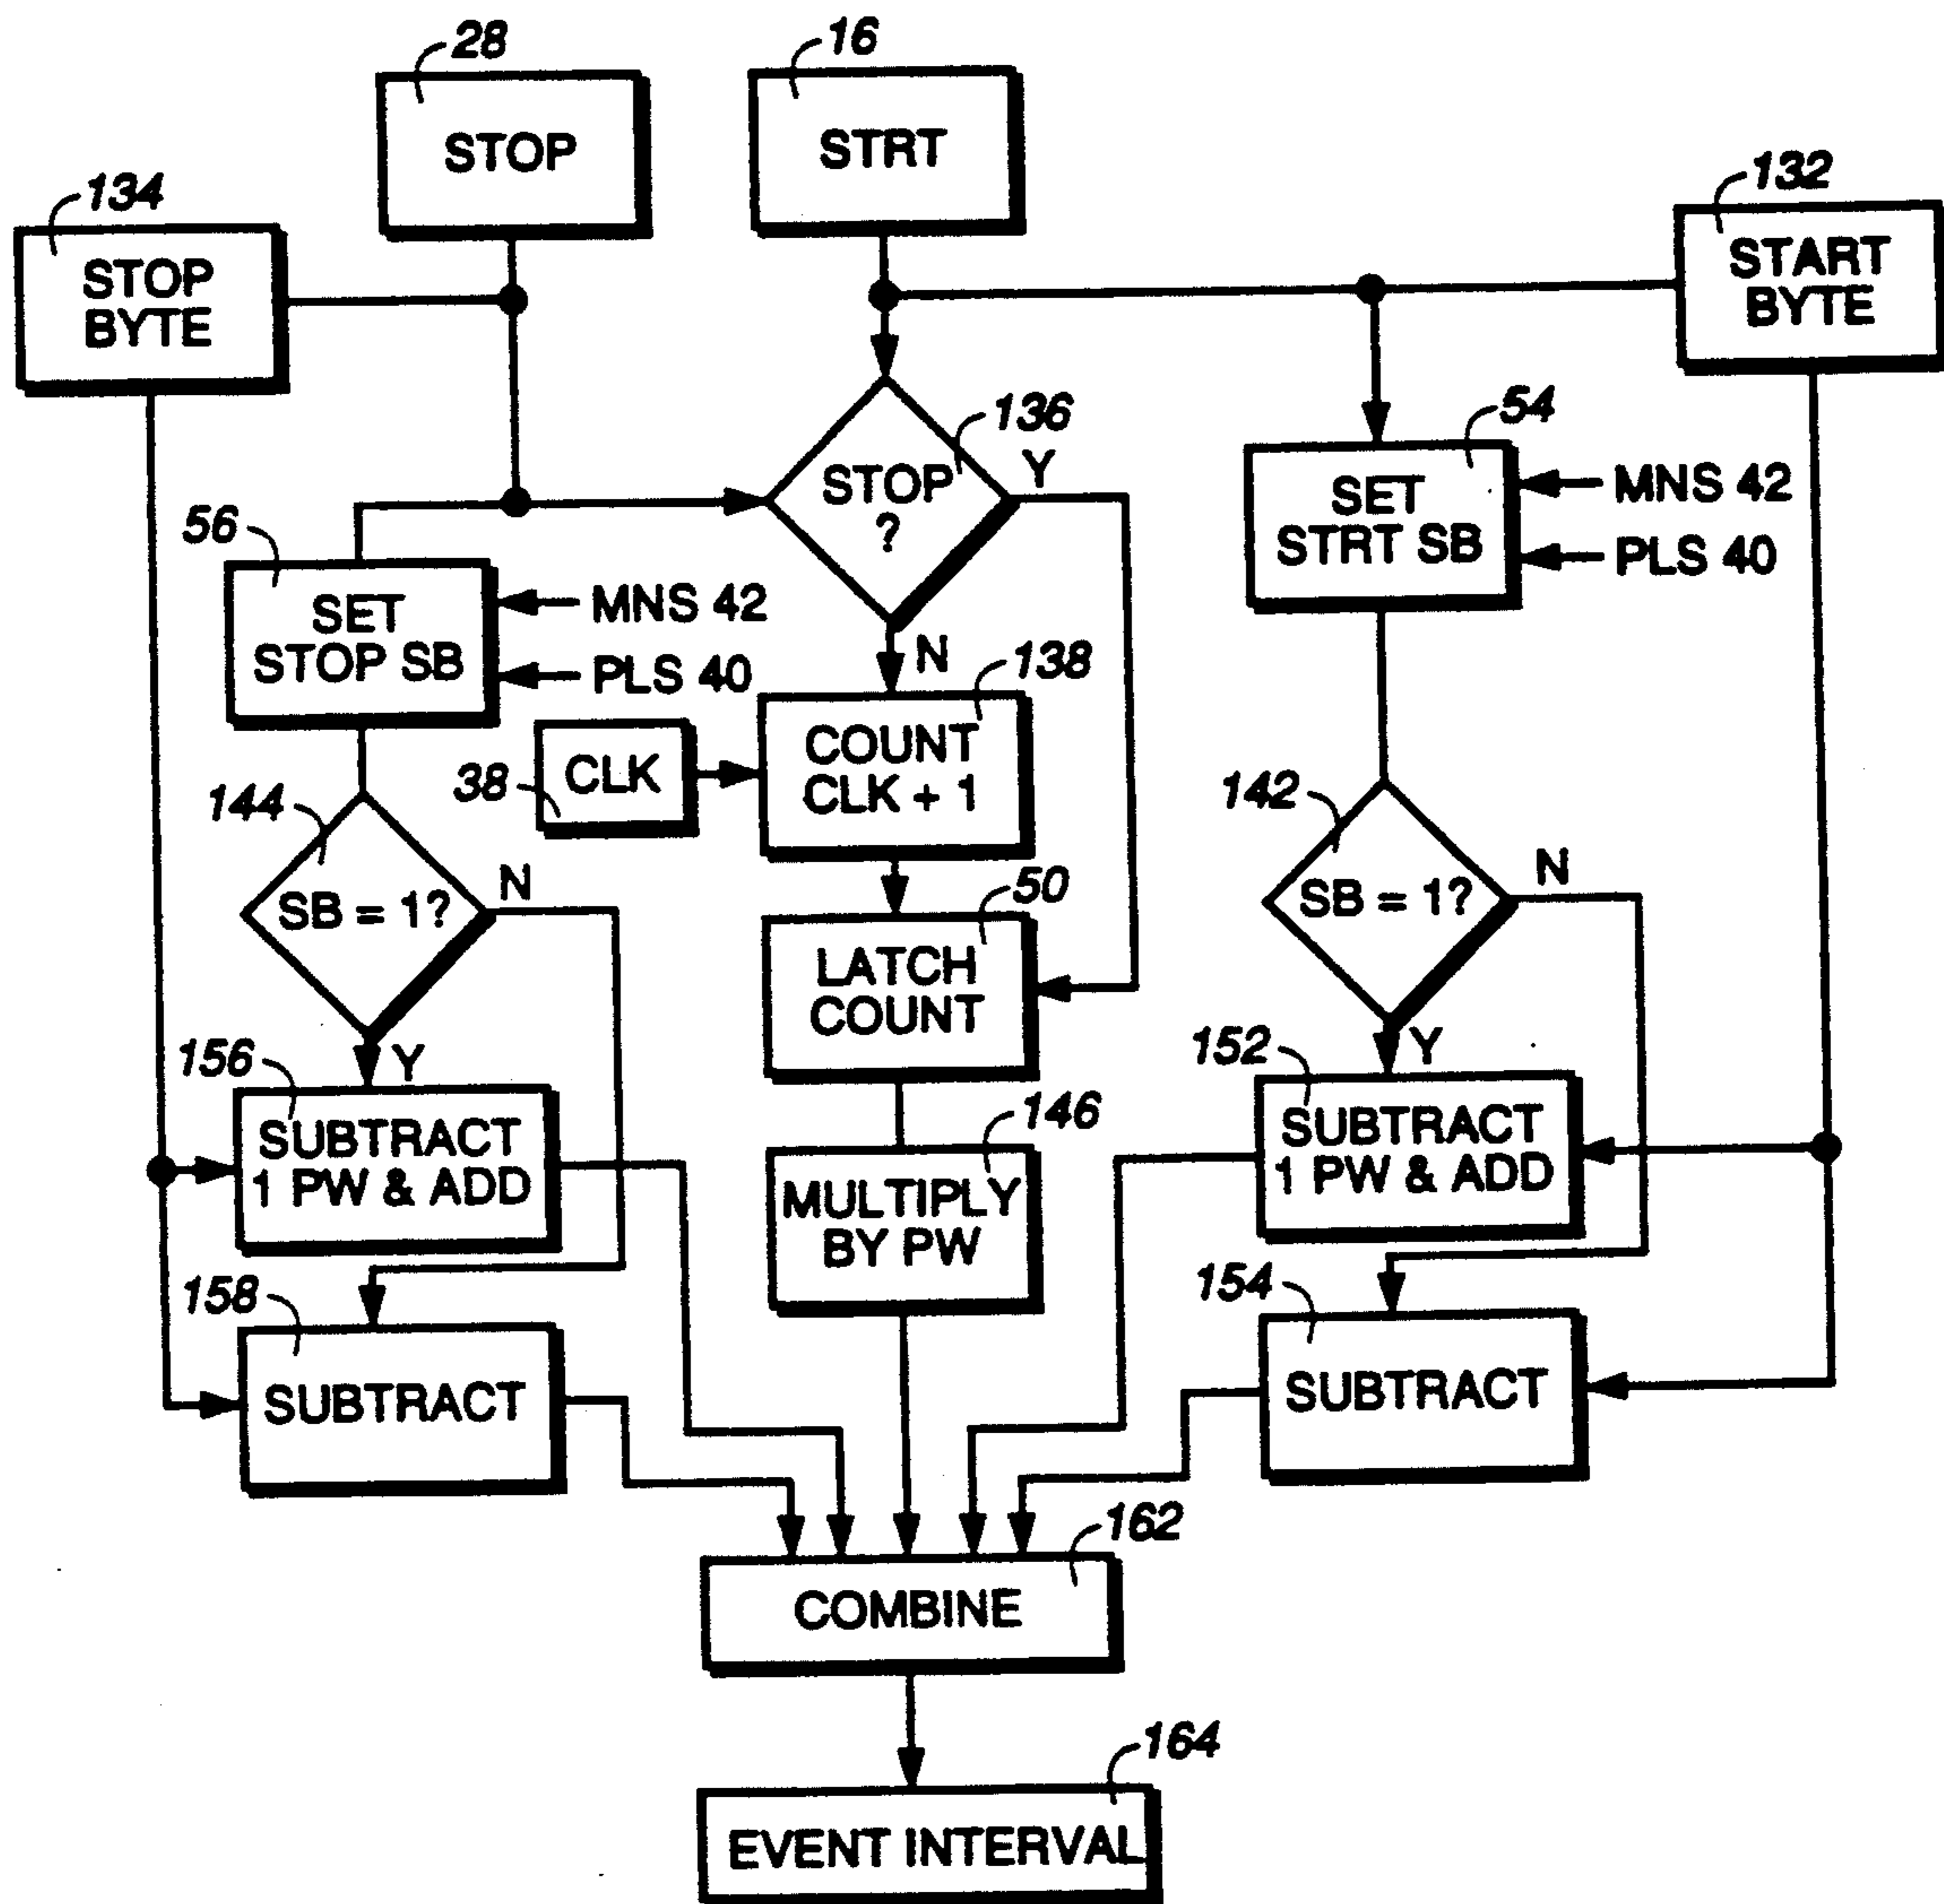 28
16
STOP
STRT
134
132
STOP
BYTE
START
BYTE
136
54
STOP
?
Y
SET
STRT SB
MNS 42
PLS 40
56
SET
STOP SB
MNS 42
PLS 40
N
138
COUNT
CLK + 1
CLK
38
144
142
SB = 1?
N
SB = 1?
N
50
LATCH
COUNT
156
Y
152
Y
SUBTRACT
1 PW & ADD
146
MULTIPLY
BY PW
SUBTRACT
1 PW & ADD
158
154
SUBTRACT
SUBTRACT
162
COMBINE
164
EVENT INTERVAL